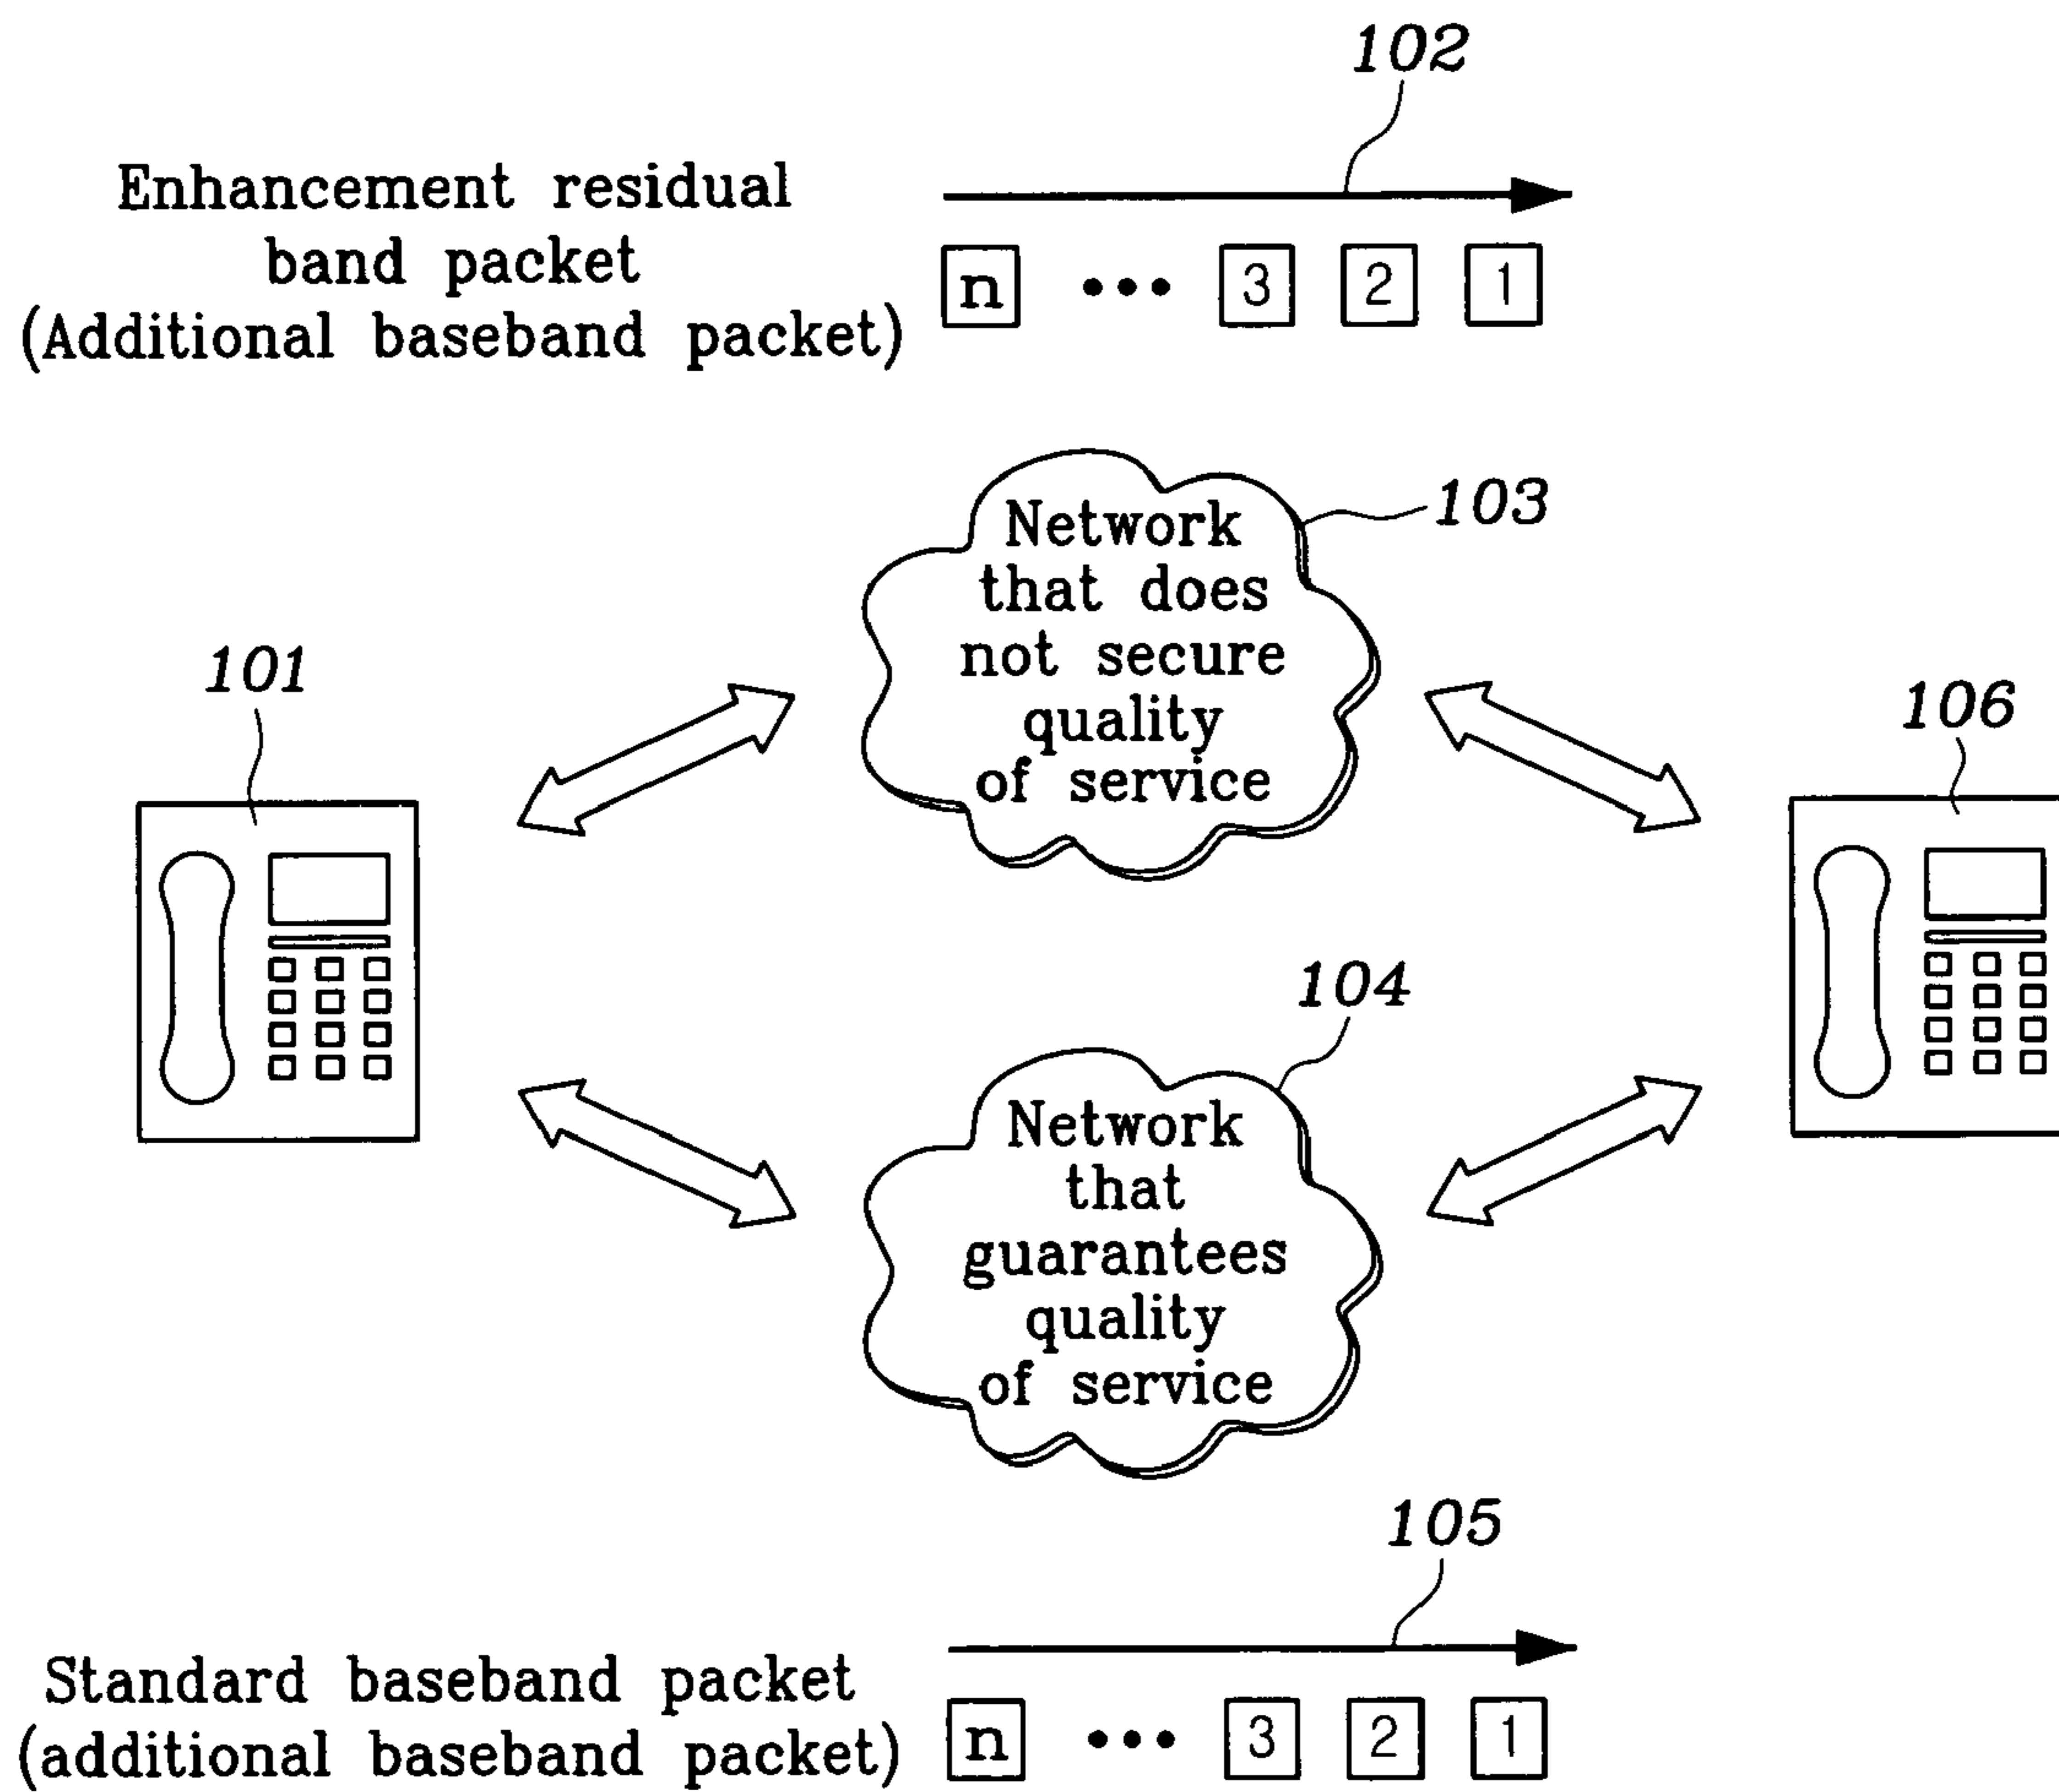 102
Enhancement residual
band packet
(Additional baseband packet)
n ••• 3 2 1
103
Network
that does
not secure
quality
of service
101
106
104
Network
that
guarantees
quality
of service
105
Standard baseband packet
(additional baseband packet)
n ••• 3 2 1